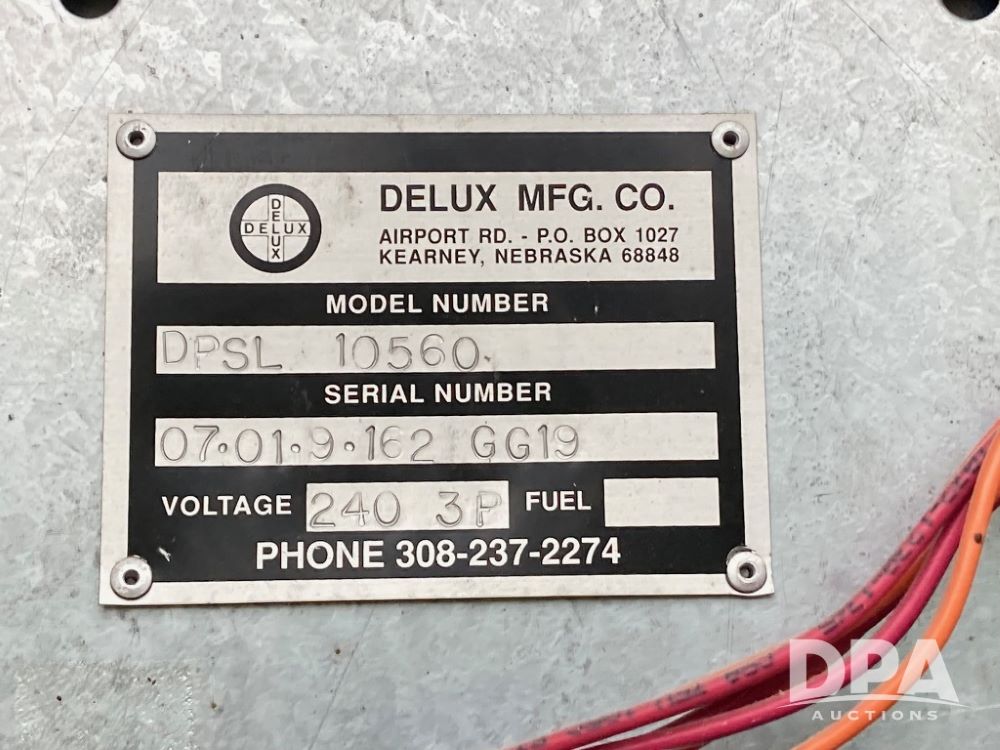 DELUX
DELUX
DELUX MFG. CO.
AIRPORT RD. - P.O. BOX 1027
KEARNEY, NEBRASKA 68848
MODEL NUMBER
DPSL 10560
SERIAL NUMBER
07·01·9·162 GG19
VOLTAGE 240 3P FUEL
PHONE 308-237-2274
DPA
AUCTIONS